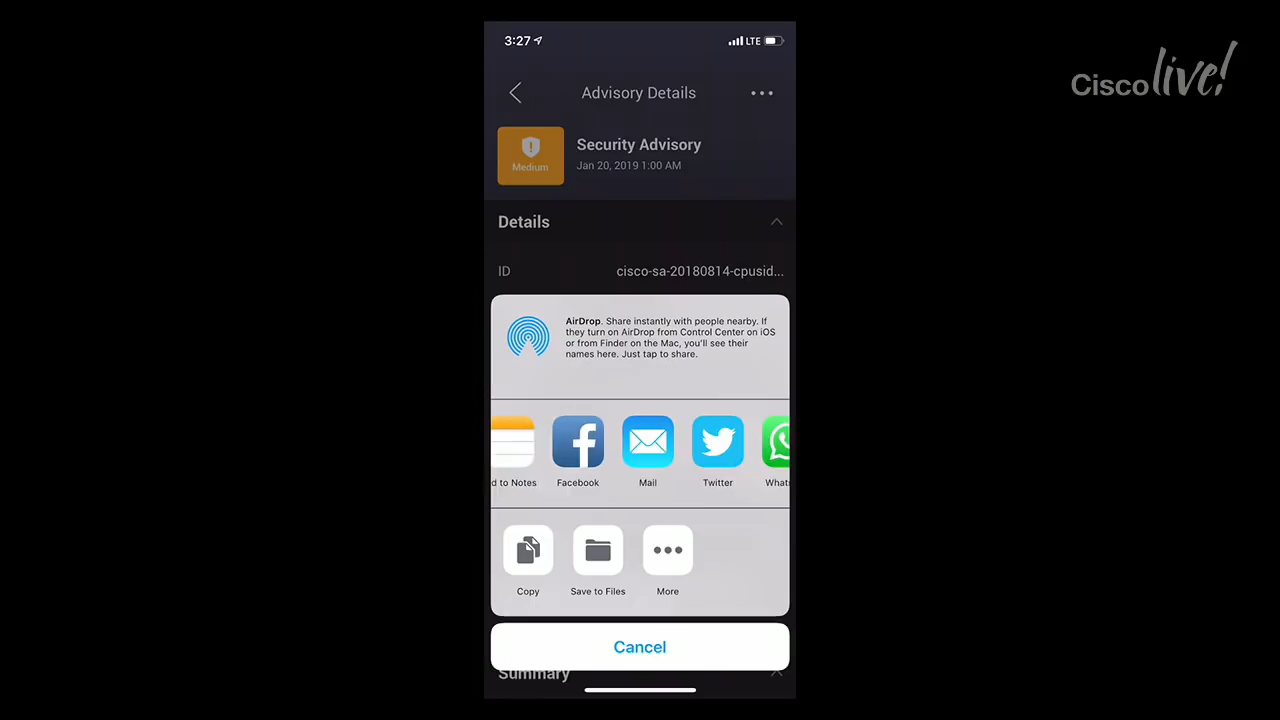 3:27
LTE
Cisco live!
Advisory Details
Medium
Security Advisory
Jan 20, 2019 1:00 AM
Details
ID
cisco-sa-20180814-cpusid...
AirDrop. Share instantly with people nearby. If
they turn on AirDrop from Control Center on iOS
or from Finder on the Mac, you'll see their
names here. Just tap to share.
d to Notes
Facebook
Mail
Twitter
What
Copy
Save to Files
More
Cancel
Summary